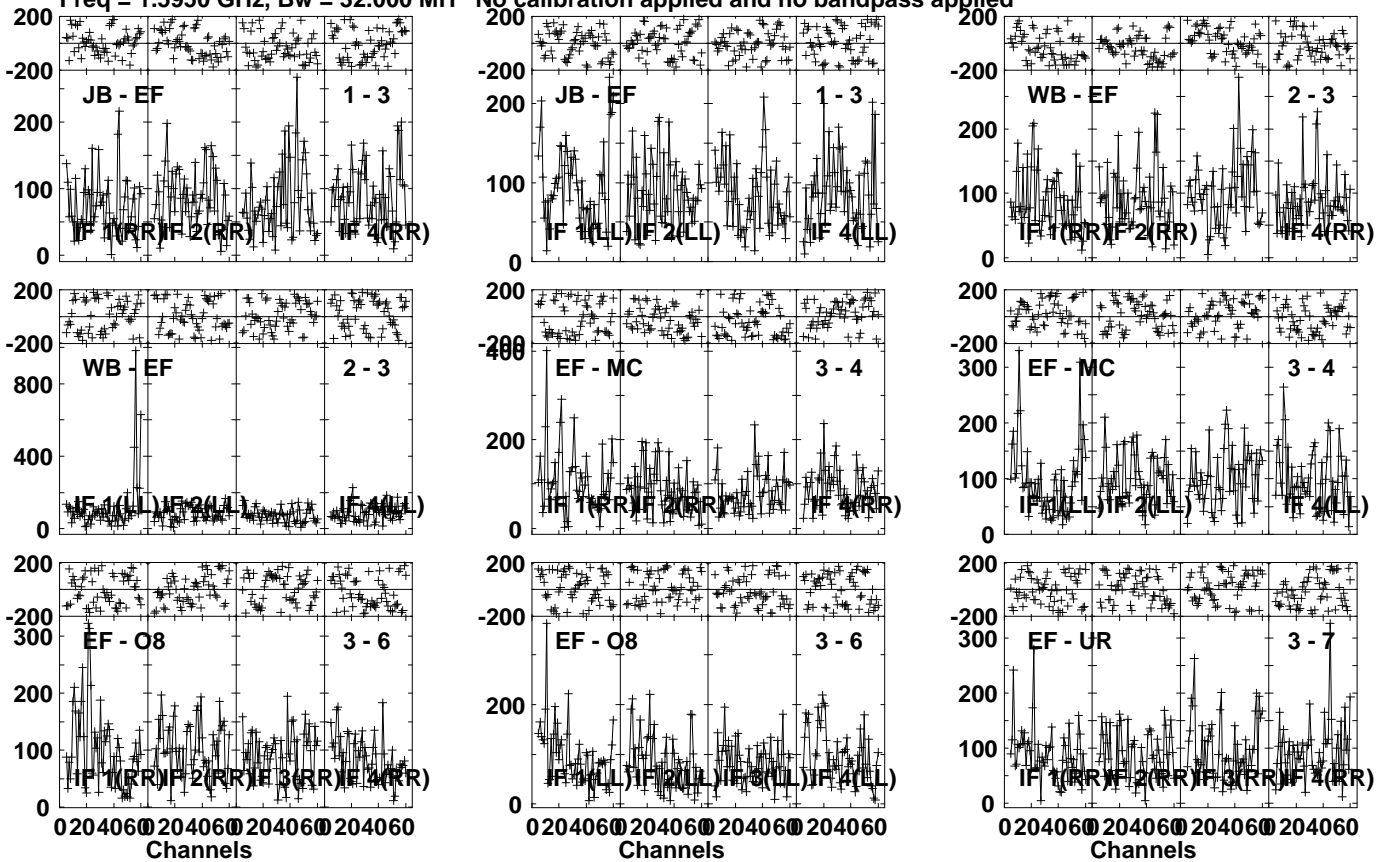 Freq = 1.5950 GHz, Bw = 32.000 MH No calibration applied and no bandpass applied
200
-200
JB - EF 1 - 3
200
100
0
IF 1(RR) IF 2(RR) IF 4(RR)
JB - EF 1 - 3
200
100
0
IF 1(LL) IF 2(LL) IF 4(LL)
200
-200
WB - EF 2 - 3
200
100
0
IF 1(RR) IF 2(RR) IF 4(RR)
200
-200
WB - EF 2 - 3
800
400
0
IF 1(LL) IF 2(LL) IF 4(LL)
200
-200
400
EF - MC 3 - 4
200
0
IF 1(RR) IF 2(RR) IF 4(RR)
200
-200
300
EF - MC 3 - 4
200
100
0
IF 1(LL) IF 2(LL) IF 4(LL)
200
-200
300
EF - O8 3 - 6
200
100
0
IF 1(RR) IF 2(RR) IF 3(RR) IF 4(RR)
0 20 40 60 0 20 40 60 0 20 40 60 0 20 40 60
Channels
EF - O8 3 - 6
200
0
IF 1(LL) IF 2(LL) IF 3(LL) IF 4(LL)
0 20 40 60 0 20 40 60 0 20 40 60 0 20 40 60
Channels
200
-200
300
EF - UR 3 - 7
200
100
0
IF 1(RR) IF 2(RR) IF 3(RR) IF 4(RR)
0 20 40 60 0 20 40 60 0 20 40 60 0 20 40 60
Channels